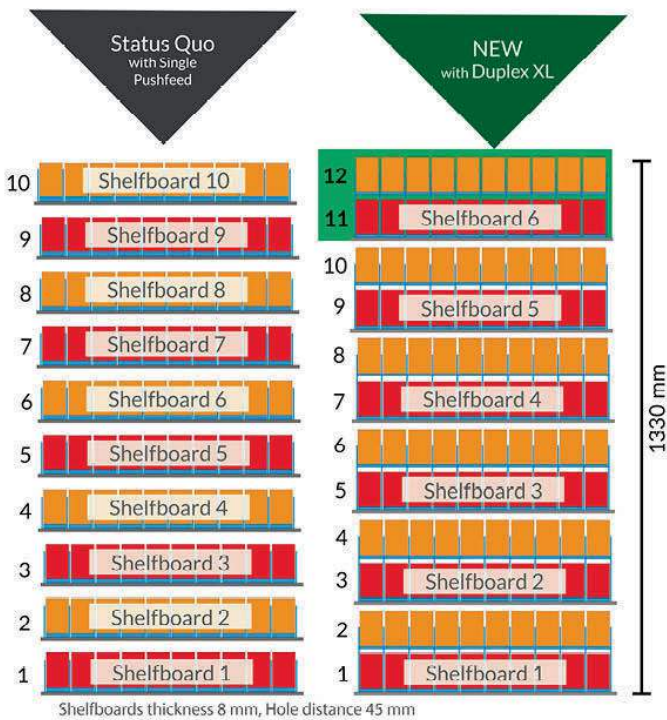 Status Quo
with Single
Pushfeed
NEW
with Duplex XL
10 Shelfboard 10
9 Shelfboard 9
8 Shelfboard 8
7 Shelfboard 7
6 Shelfboard 6
5 Shelfboard 5
4 Shelfboard 4
3 Shelfboard 3
2 Shelfboard 2
1 Shelfboard 1
12
11 Shelfboard 6
10
9 Shelfboard 5
8
7 Shelfboard 4
6
5 Shelfboard 3
4
3 Shelfboard 2
2
1 Shelfboard 1
1330 mm
Shelfboards thickness 8 mm, Hole distance 45 mm